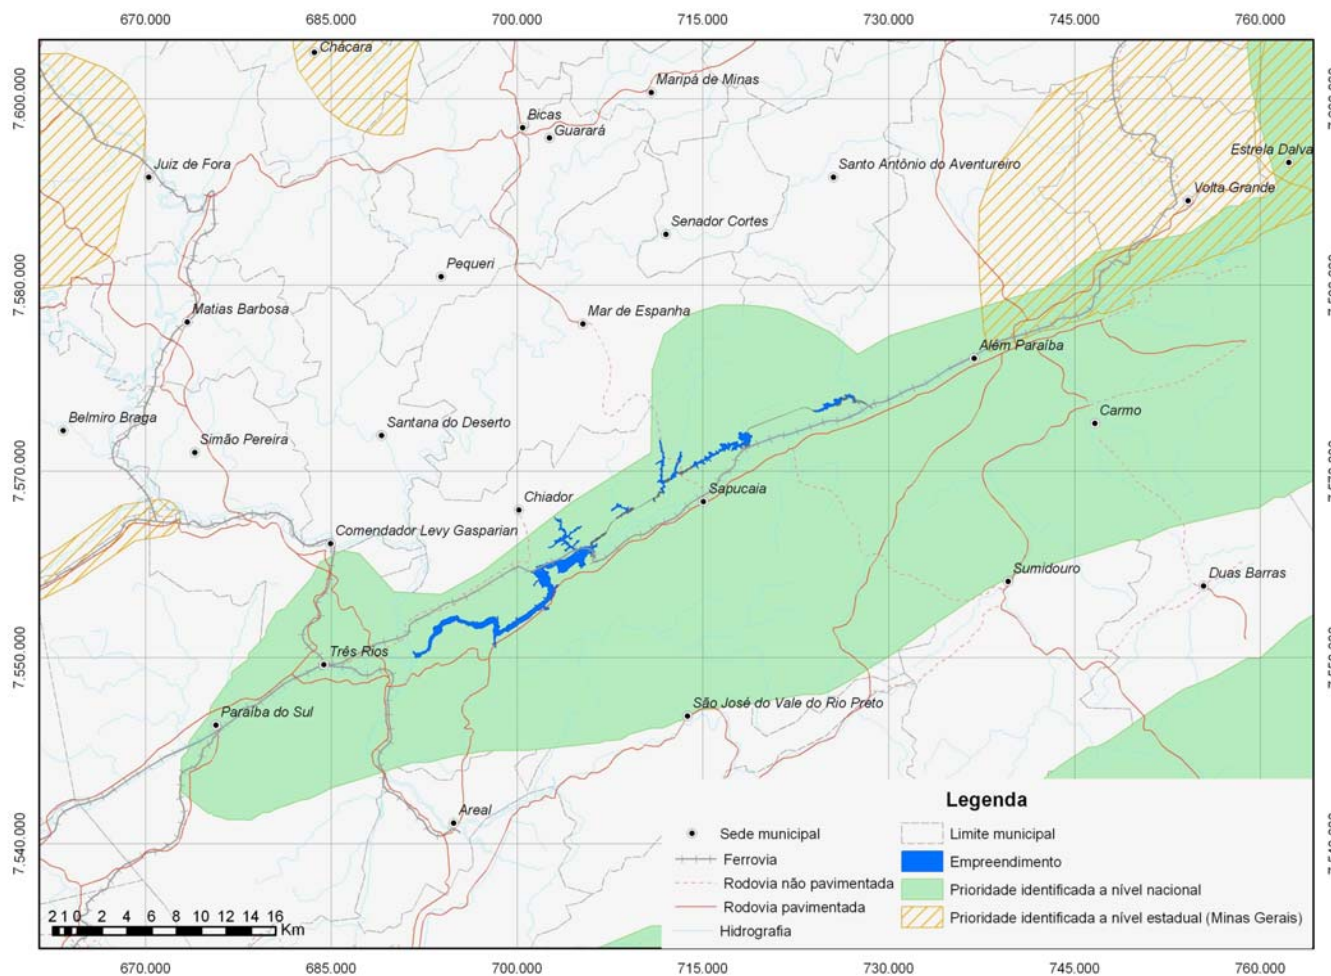 670.000 685.000 700.000 715.000 730.000 745.000 760.000
7.600.000
Chácara
Maripá de Minas
Bicas
Guarará
Juiz de Fora
Santo Antônio do Aventureiro
Estrela Dalva
Volta Grande
Senador Cortes
Pequeri
7.580.000
Matias Barbosa
Mar de Espanha
Além Paraíba
Belmiro Braga
Simão Pereira
Santana do Deserto
Carmo
7.570.000
Sapucaia
Chiador
Comendador Levy Gasparian
Sumidouro
Duas Barras
7.550.000
Três Rios
Paraíba do Sul
São José do Vale do Rio Preto
Areal
7.540.000
Legenda
Sede municipal
Ferrovia
Rodovia não pavimentada
Rodovia pavimentada
Hidrografia
Limite municipal
Empreendimento
Prioridade identificada a nível nacional
Prioridade identificada a nível estadual (Minas Gerais)
2 1 0 2 4 6 8 10 12 14 16
Km
670.000 685.000 700.000 715.000 730.000 745.000 760.000